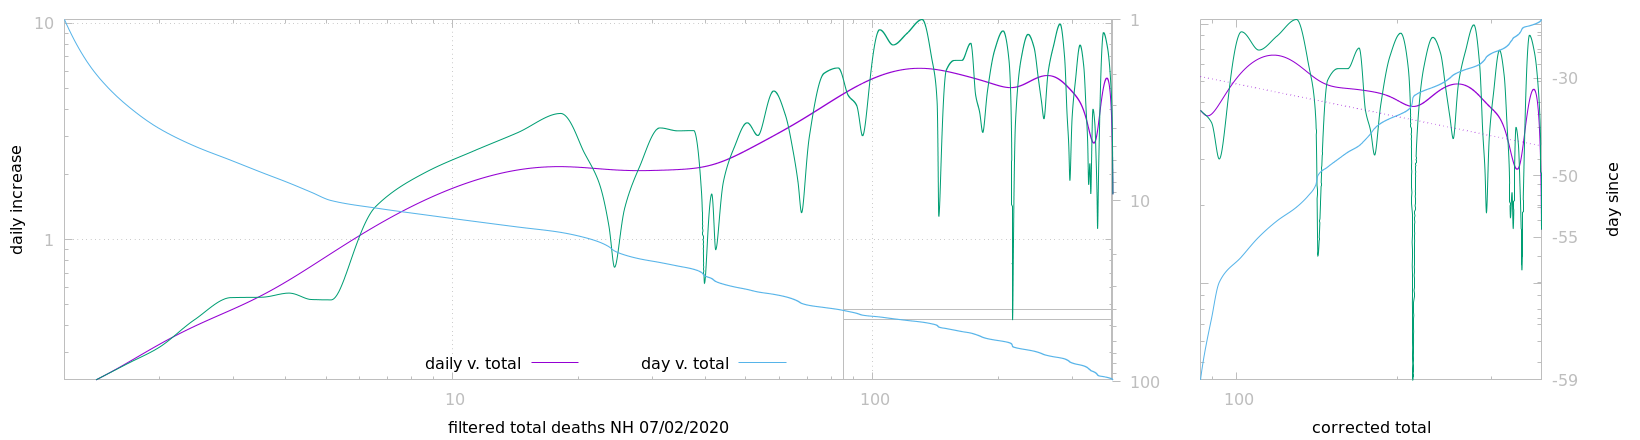 10
1
daily increase
daily v. total
day v. total
10
100
filtered total deaths NH 07/02/2020
1
10
100
-30
-50
-55
-59
day since
100
corrected total